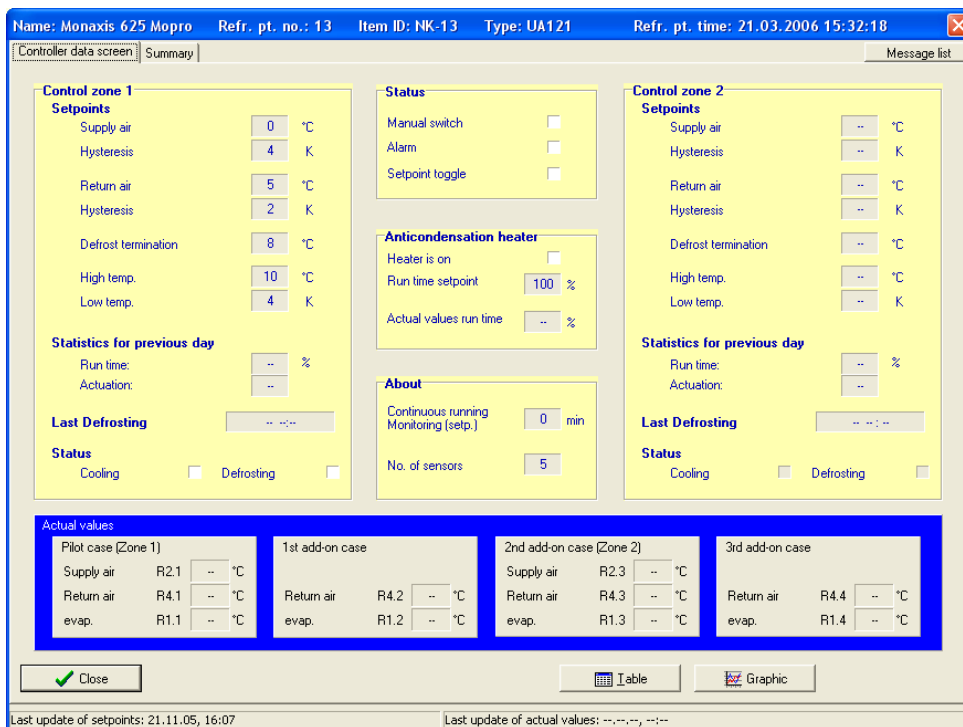 Name: Monaxis 625 Mopro Refr. pt. no.: 13 Item ID: NK-13 Type: UA121 Refr. pt. time: 21.03.2006 15:32:18
Controller data screen Summary Message list
Control zone 1
Setpoints
Supply air 0 °C
Hysteresis 4 K
Return air 5 °C
Hysteresis 2 K
Defrost termination 8 °C
High temp. 10 °C
Low temp. 4 K
Statistics for previous day
Run time: -- %
Actuation: --
Last Defrosting -- --:--
Status
Cooling Defrosting
Status
Manual switch
Alarm
Setpoint toggle
Anticondensation heater
Heater is on
Run time setpoint 100 %
Actual values run time -- %
About
Continuous running
Monitoring (setp.) 0 min
No. of sensors 5
Control zone 2
Setpoints
Supply air -- °C
Hysteresis -- K
Return air -- °C
Hysteresis -- K
Defrost termination -- °C
High temp. -- °C
Low temp. -- K
Statistics for previous day
Run time: -- %
Actuation: --
Last Defrosting -- -- : --
Status
Cooling Defrosting
Actual values
Pilot case (Zone 1)
Supply air R2.1 -- °C
Return air R4.1 -- °C
evap. R1.1 -- °C
1st add-on case
Return air R4.2 -- °C
evap. R1.2 -- °C
2nd add-on case (Zone 2)
Supply air R2.3 -- °C
Return air R4.3 -- °C
evap. R1.3 -- °C
3rd add-on case
Return air R4.4 -- °C
evap. R1.4 -- °C
Close Table Graphic
Last update of setpoints: 21.11.05, 16:07 Last update of actual values: --.--.--, --:--